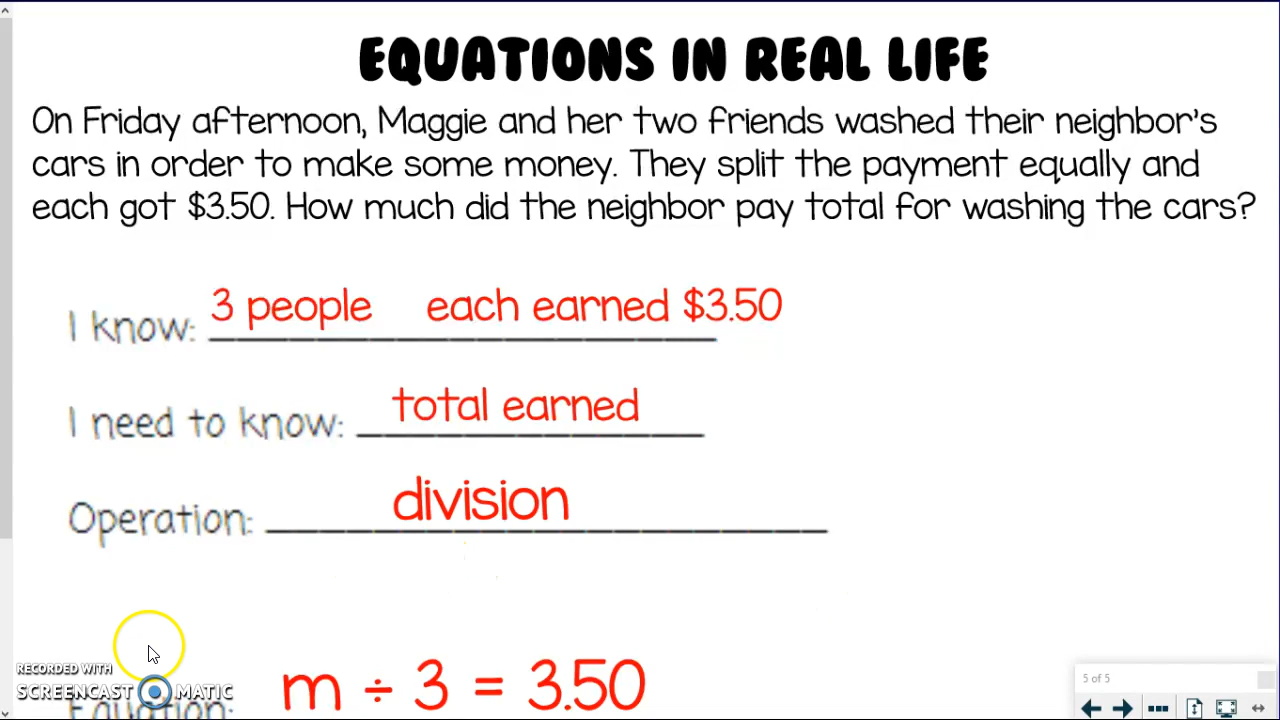 EQUATIONS IN REAL LIFE
On Friday afternoon, Maggie and her two friends washed their neighbor's
cars in order to make some money. They split the payment equally and
each got $3.50. How much did the neighbor pay total for washing the cars?
I know: 3 people each earned $3.50
I need to know: total earned
Operation: division
Equation: m ÷ 3 = 3.50
RECORDED WITH
SCREENCAST MATIC
5 of 5